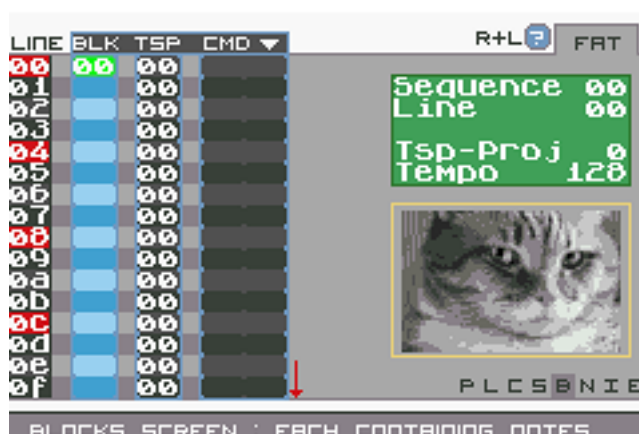 R+L? FAT
LINE BLK TSP CMD
00 00 00
01 00
02 00
03 00
04 00
05 00
06 00
07 00
08 00
09 00
0a 00
0b 00
0C 00
0d 00
0e 00
0f 00
Sequence 00
Line 00
Tsp-Proj 0
Tempo 128
P L C S B N I E
BLOCKS SCREEN : EACH CONTAINING NOTES